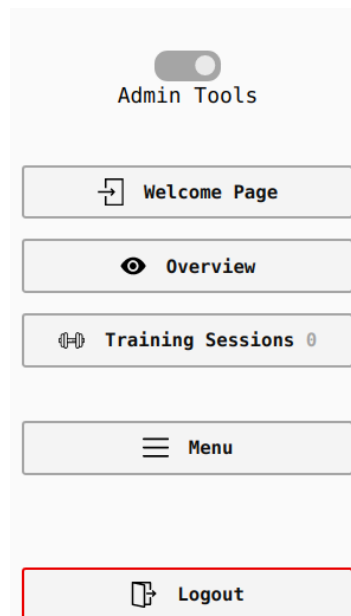 Admin Tools
Welcome Page
Overview
Training Sessions 0
Menu
Logout